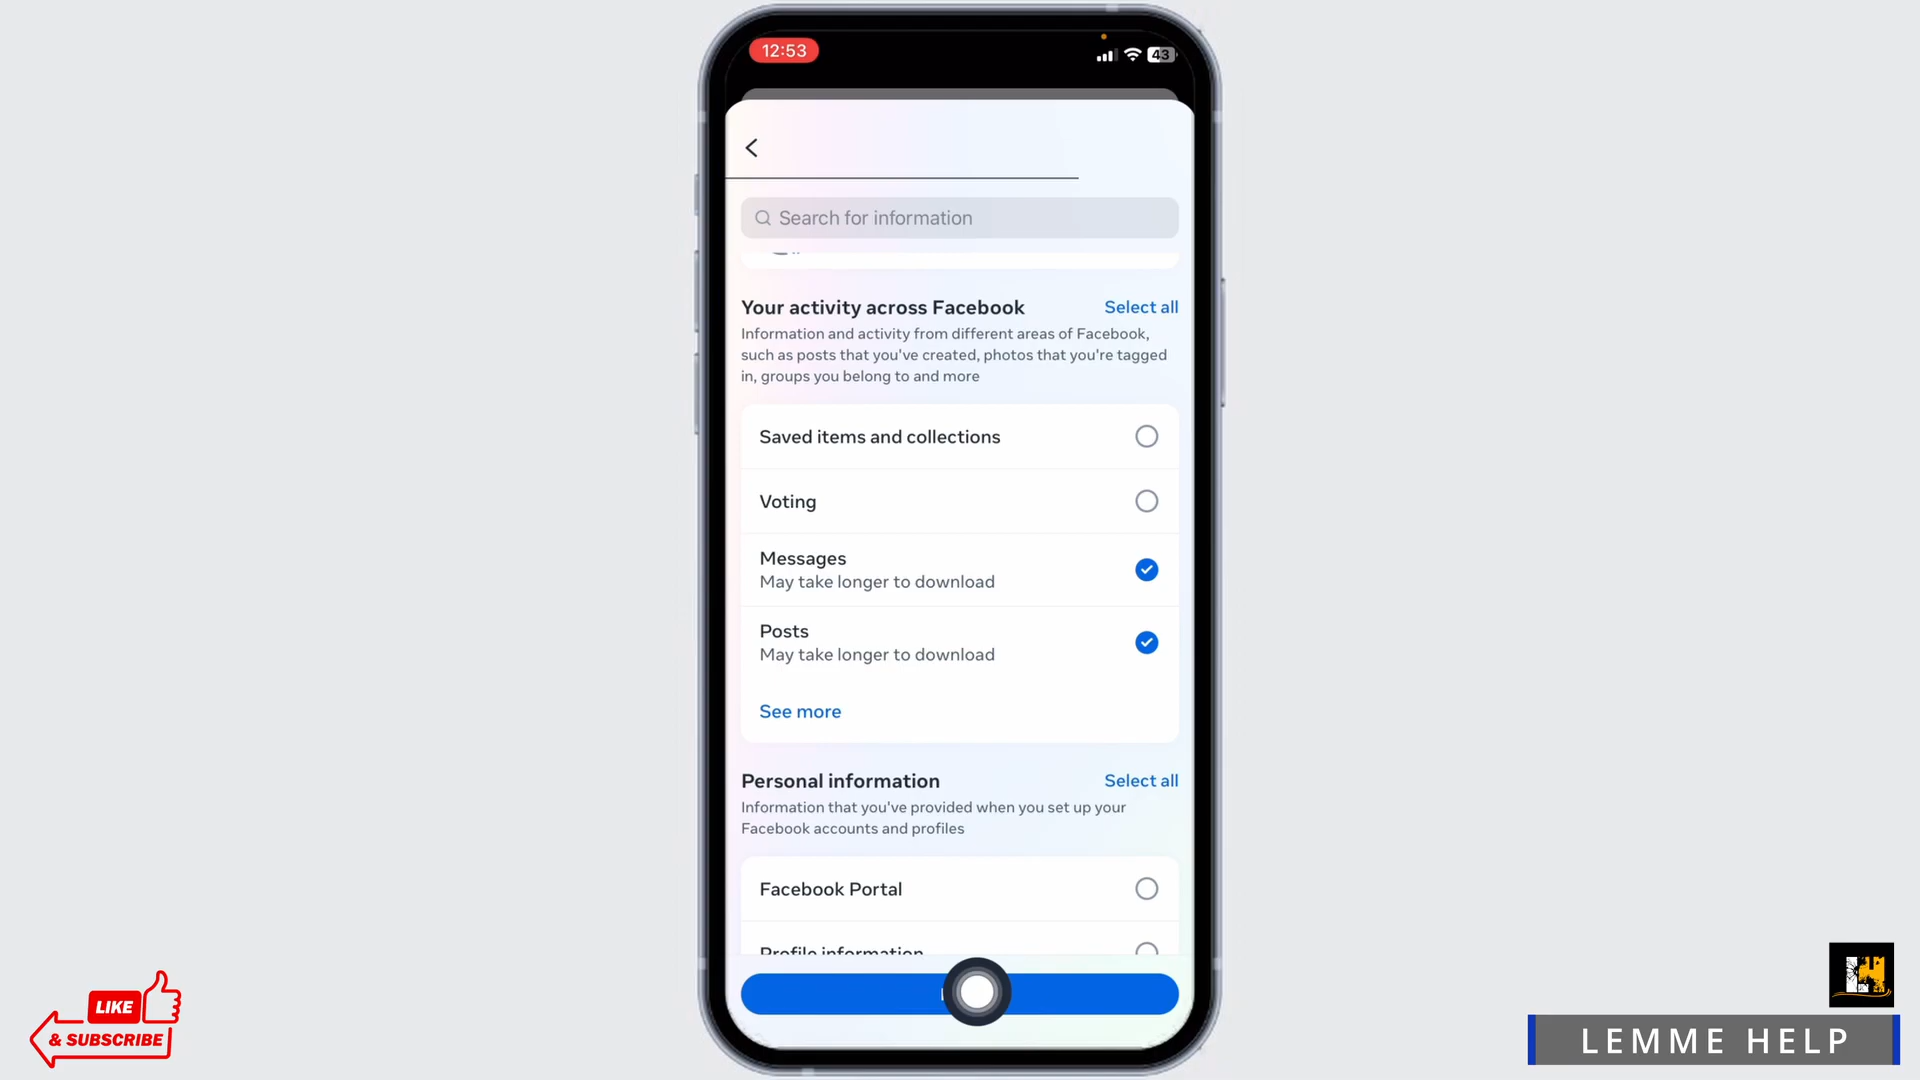 12:53
43
Search for information
Your activity across Facebook
Select all
Information and activity from different areas of Facebook,
such as posts that you've created, photos that you're tagged
in, groups you belong to and more
Saved items and collections
Voting
Messages
May take longer to download
Posts
May take longer to download
See more
Personal information
Select all
Information that you've provided when you set up your
Facebook accounts and profiles
Facebook Portal
Profile information
LIKE
& SUBSCRIBE
LEMME HELP